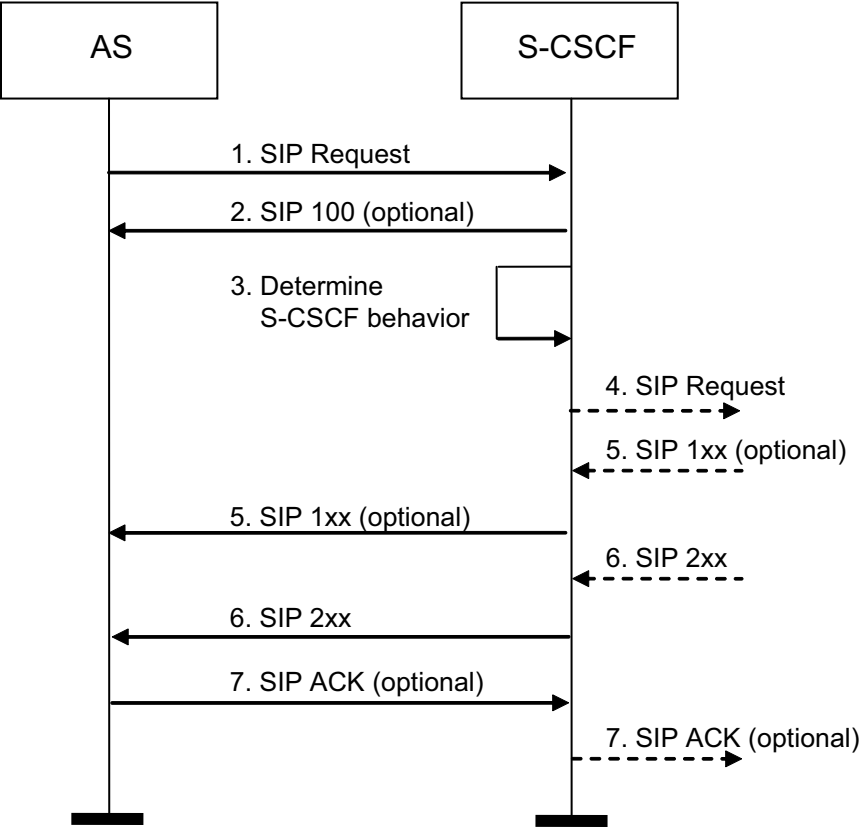 AS
S-CSCF
1. SIP Request
2. SIP 100 (optional)
3. Determine
S-CSCF behavior
4. SIP Request
5. SIP 1xx (optional)
5. SIP 1xx (optional)
6. SIP 2xx
6. SIP 2xx
7. SIP ACK (optional)
7. SIP ACK (optional)